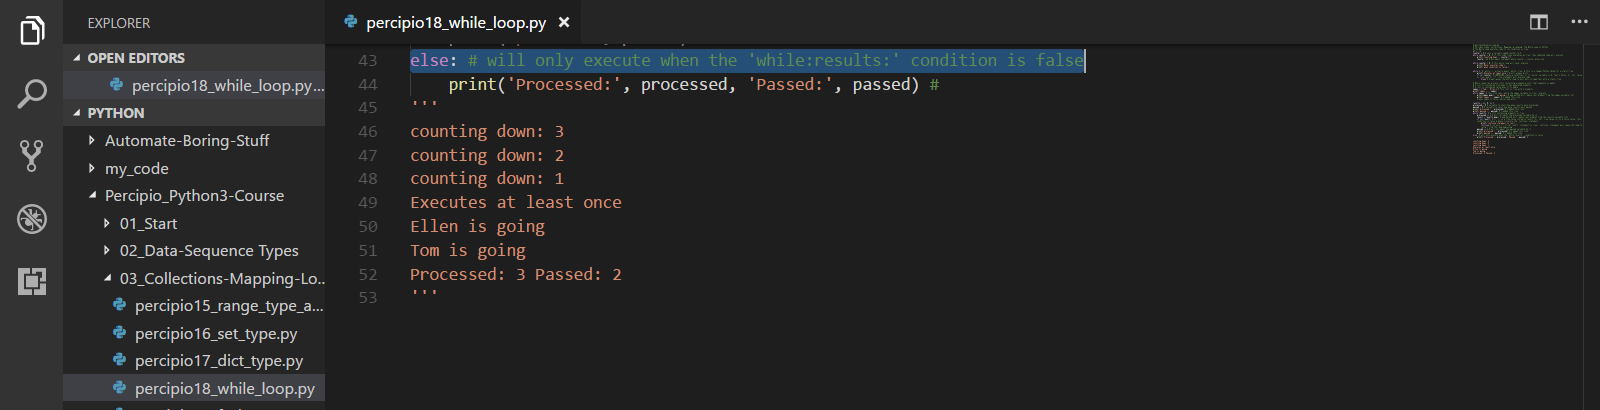 EXPLORER
OPEN EDITORS
percipio18_while_loop.py...
PYTHON
Automate-Boring-Stuff
my_code
Percipio_Python3-Course
01_Start
02_Data-Sequence Types
03_Collections-Mapping-Lo...
percipio15_range_type_a...
percipio16_set_type.py
percipio17_dict_type.py
percipio18_while_loop.py
percipio18_while_loop.py ×
43 else: # will only execute when the 'while:results:' condition is false
44 print('Processed:', processed, 'Passed:', passed) #
45 '''
46 counting down: 3
47 counting down: 2
48 counting down: 1
49 Executes at least once
50 Ellen is going
51 Tom is going
52 Processed: 3 Passed: 2
53 '''